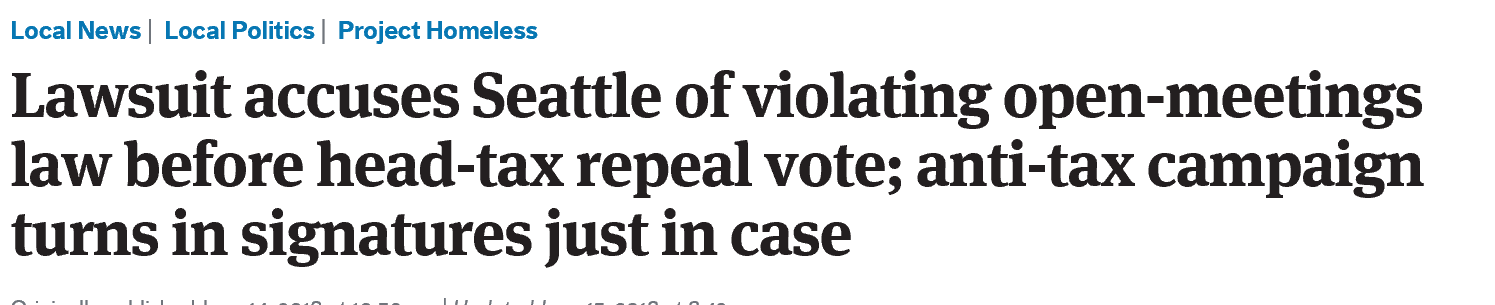 Local News | Local Politics | Project Homeless
Lawsuit accuses Seattle of violating open-meetings
law before head-tax repeal vote; anti-tax campaign
turns in signatures just in case